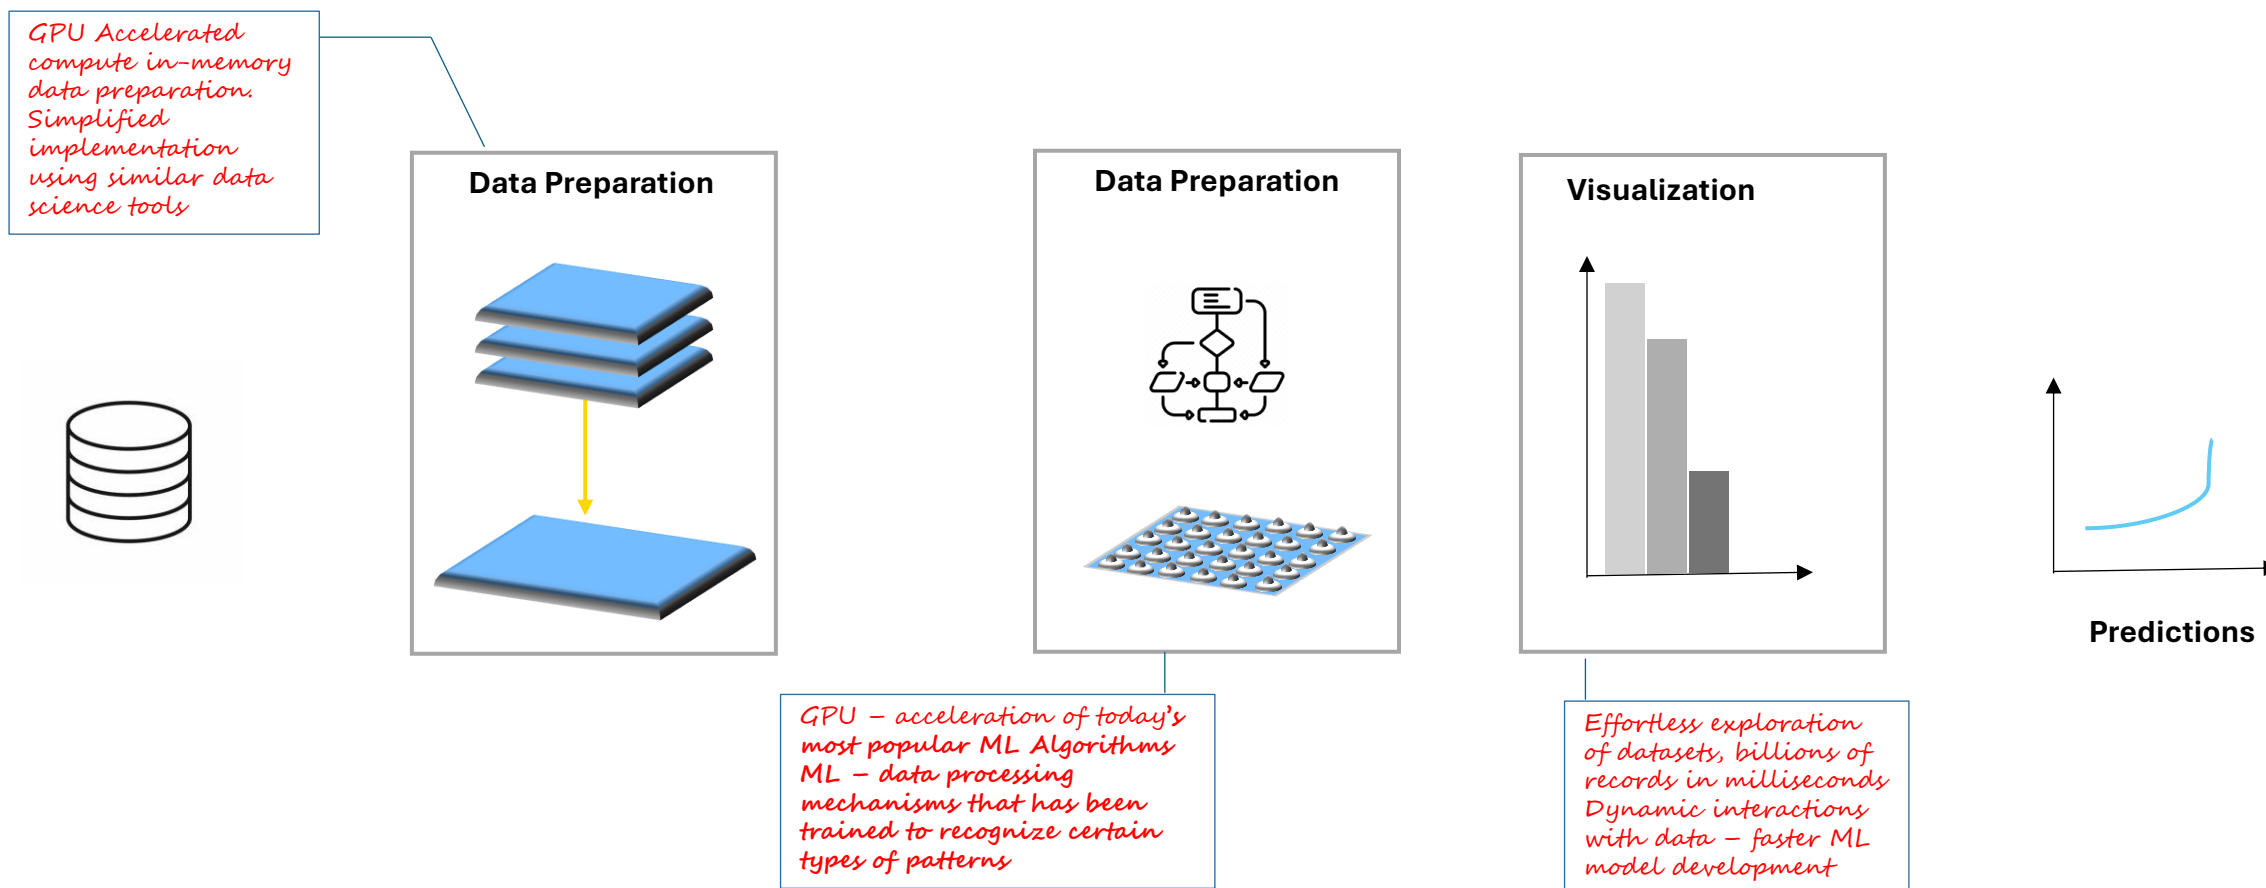 GPU Accelerated
compute in-memory
data preparation.
Simplified
implementation
using similar data
science tools
Data Preparation
Data Preparation
Visualization
Predictions
GPU – acceleration of today's
most popular ML Algorithms
ML – data processing
mechanisms that has been
trained to recognize certain
types of patterns
Effortless exploration
of datasets, billions of
records in milliseconds
Dynamic interactions
with data – faster ML
model development